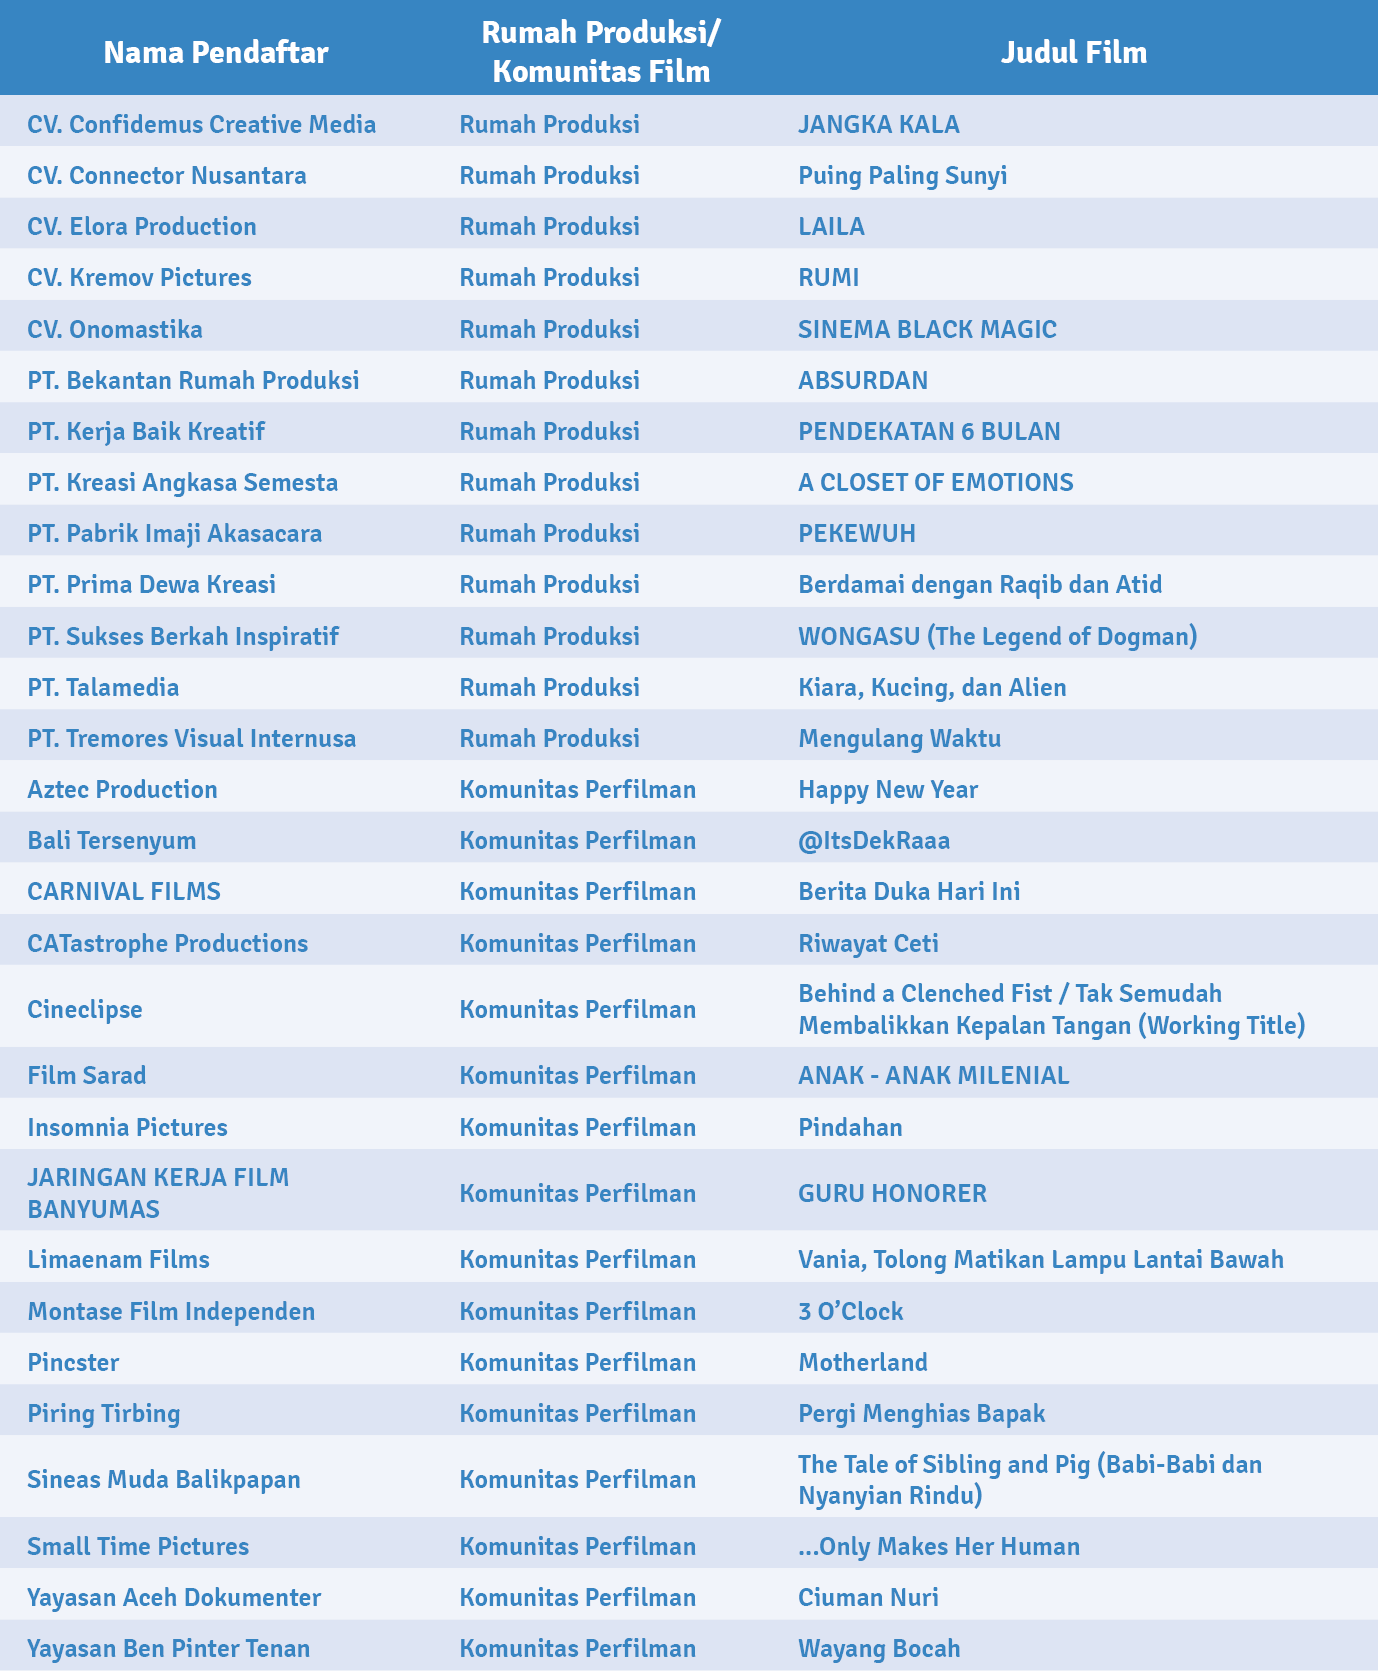 Nama Pendaftar
Rumah Produksi/
Komunitas Film
Judul Film
CV. Confidemus Creative Media Rumah Produksi JANGKA KALA
CV. Connector Nusantara Rumah Produksi Puing Paling Sunyi
CV. Elora Production Rumah Produksi LAILA
CV. Kremov Pictures Rumah Produksi RUMI
CV. Onomastika Rumah Produksi SINEMA BLACK MAGIC
PT. Bekantan Rumah Produksi Rumah Produksi ABSURDAN
PT. Kerja Baik Kreatif Rumah Produksi PENDEKATAN 6 BULAN
PT. Kreasi Angkasa Semesta Rumah Produksi A CLOSET OF EMOTIONS
PT. Pabrik Imaji Akasacara Rumah Produksi PEKEWUH
PT. Prima Dewa Kreasi Rumah Produksi Berdamai dengan Raqib dan Atid
PT. Sukses Berkah Inspiratif Rumah Produksi WONGASU (The Legend of Dogman)
PT. Talamedia Rumah Produksi Kiara, Kucing, dan Alien
PT. Tremores Visual Internusa Rumah Produksi Mengulang Waktu
Aztec Production Komunitas Perfilman Happy New Year
Bali Tersenyum Komunitas Perfilman @ItsDekRaaa
CARNIVAL FILMS Komunitas Perfilman Berita Duka Hari Ini
CATastrophe Productions Komunitas Perfilman Riwayat Ceti
Cineclipse Komunitas Perfilman Behind a Clenched Fist / Tak Semudah
Membalikkan Kepalan Tangan (Working Title)
Film Sarad Komunitas Perfilman ANAK - ANAK MILENIAL
Insomnia Pictures Komunitas Perfilman Pindahan
JARINGAN KERJA FILM
BANYUMAS Komunitas Perfilman GURU HONORER
Limaenam Films Komunitas Perfilman Vania, Tolong Matikan Lampu Lantai Bawah
Montase Film Independen Komunitas Perfilman 3 O’Clock
Pincster Komunitas Perfilman Motherland
Piring Tirbing Komunitas Perfilman Pergi Menghias Bapak
Sineas Muda Balikpapan Komunitas Perfilman The Tale of Sibling and Pig (Babi-Babi dan
Nyanyian Rindu)
Small Time Pictures Komunitas Perfilman ...Only Makes Her Human
Yayasan Aceh Dokumenter Komunitas Perfilman Ciuman Nuri
Yayasan Ben Pinter Tenan Komunitas Perfilman Wayang Bocah